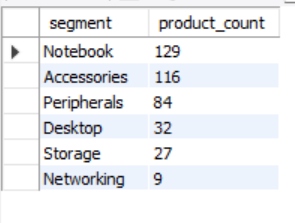 segment product_count
Notebook 129
Accessories 116
Peripherals 84
Desktop 32
Storage 27
Networking 9